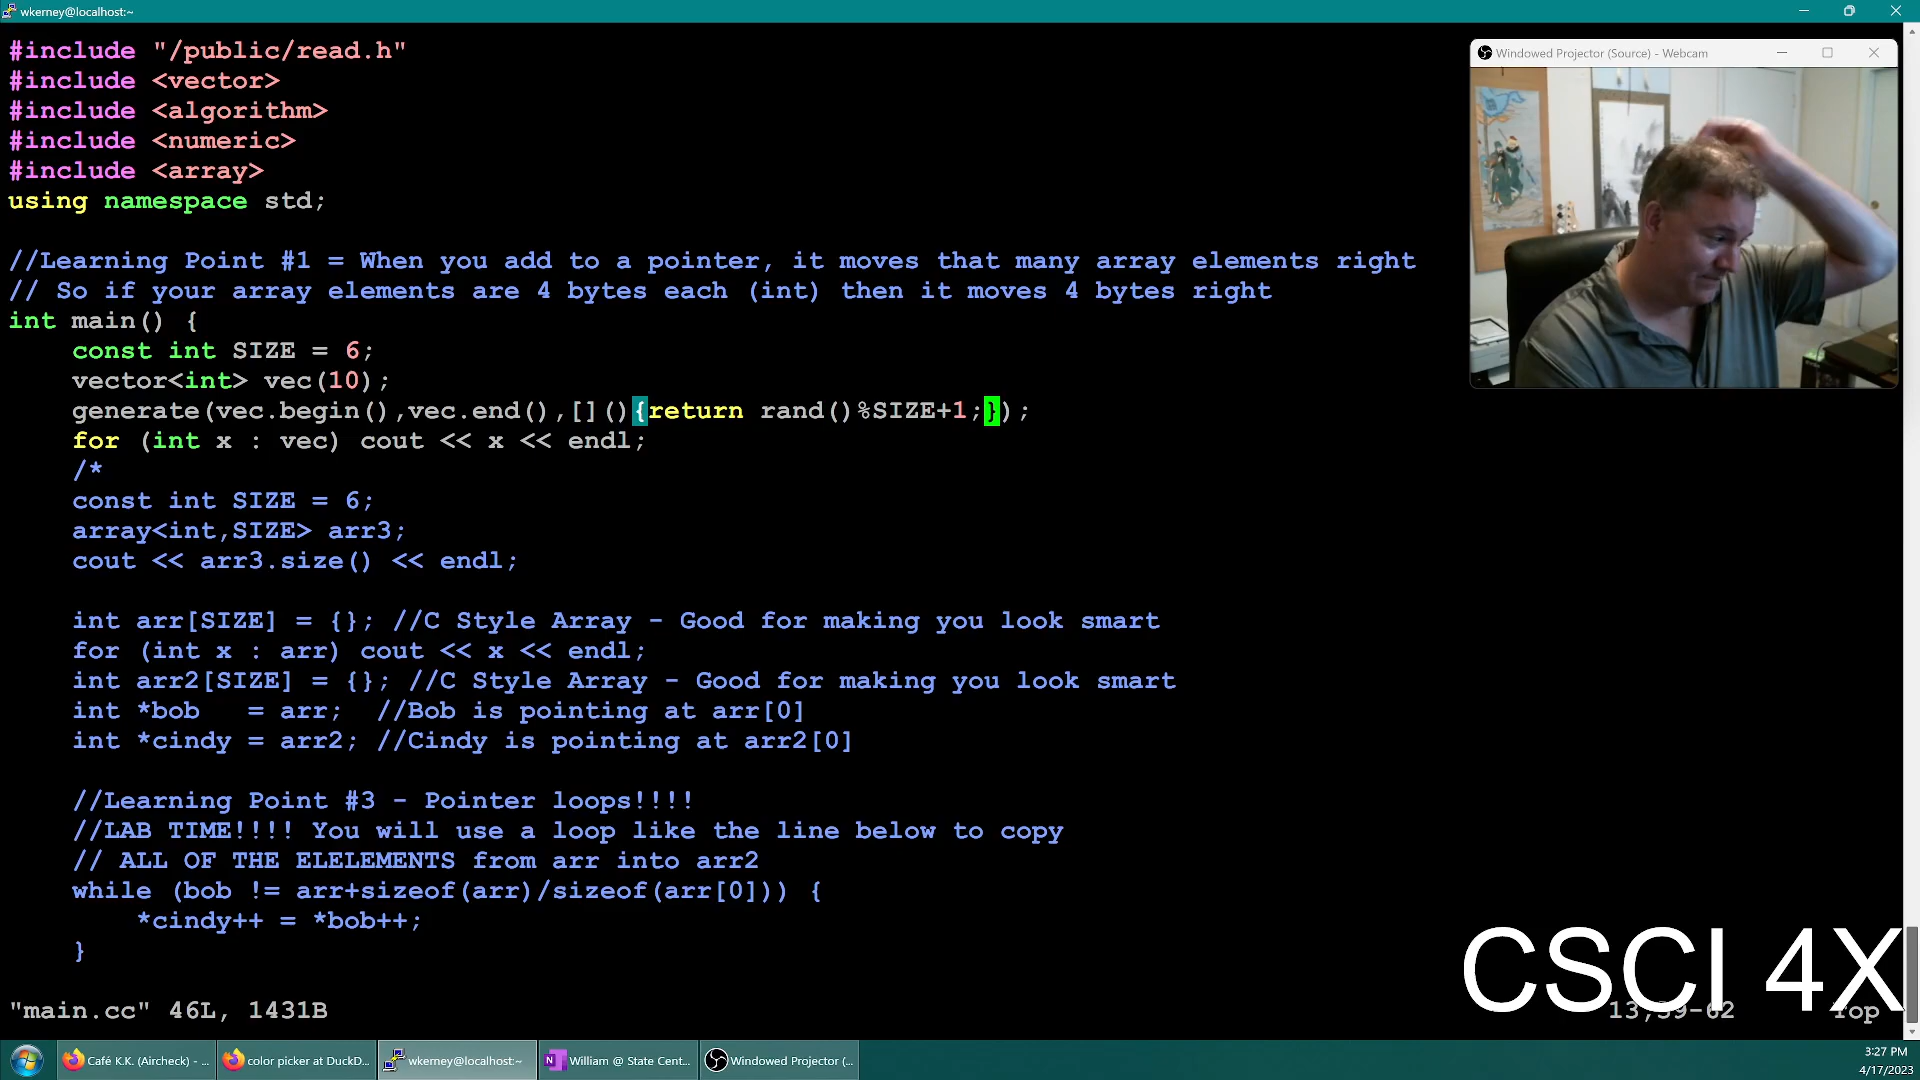 wkerney@localhost:~
#include "/public/read.h"
#include <vector>
#include <algorithm>
#include <numeric>
#include <array>
using namespace std;
//Learning Point #1 = When you add to a pointer, it moves that many array elements right
// So if your array elements are 4 bytes each (int) then it moves 4 bytes right
int main() {
const int SIZE = 6;
vector<int> vec(10);
generate(vec.begin(),vec.end(),[](){return rand()%SIZE+1;});
for (int x : vec) cout << x << endl;
/*
const int SIZE = 6;
array<int,SIZE> arr3;
cout << arr3.size() << endl;
int arr[SIZE] = {}; //C Style Array - Good for making you look smart
for (int x : arr) cout << x << endl;
int arr2[SIZE] = {}; //C Style Array - Good for making you look smart
int *bob   = arr;  //Bob is pointing at arr[0]
int *cindy = arr2; //Cindy is pointing at arr2[0]
//Learning Point #3 - Pointer loops!!!!
//LAB TIME!!!! You will use a loop like the line below to copy
// ALL OF THE ELELEMENTS from arr into arr2
while (bob != arr+sizeof(arr)/sizeof(arr[0])) {
*cindy++ = *bob++;
}
"main.cc" 46L, 1431B
13,59-62
Top
Windowed Projector (Source) - Webcam
CSCI 4X
Café K.K. (Aircheck) - ...
color picker at DuckD...
wkerney@localhost:~
William @ State Cent...
Windowed Projector (...
3:27 PM
4/17/2023